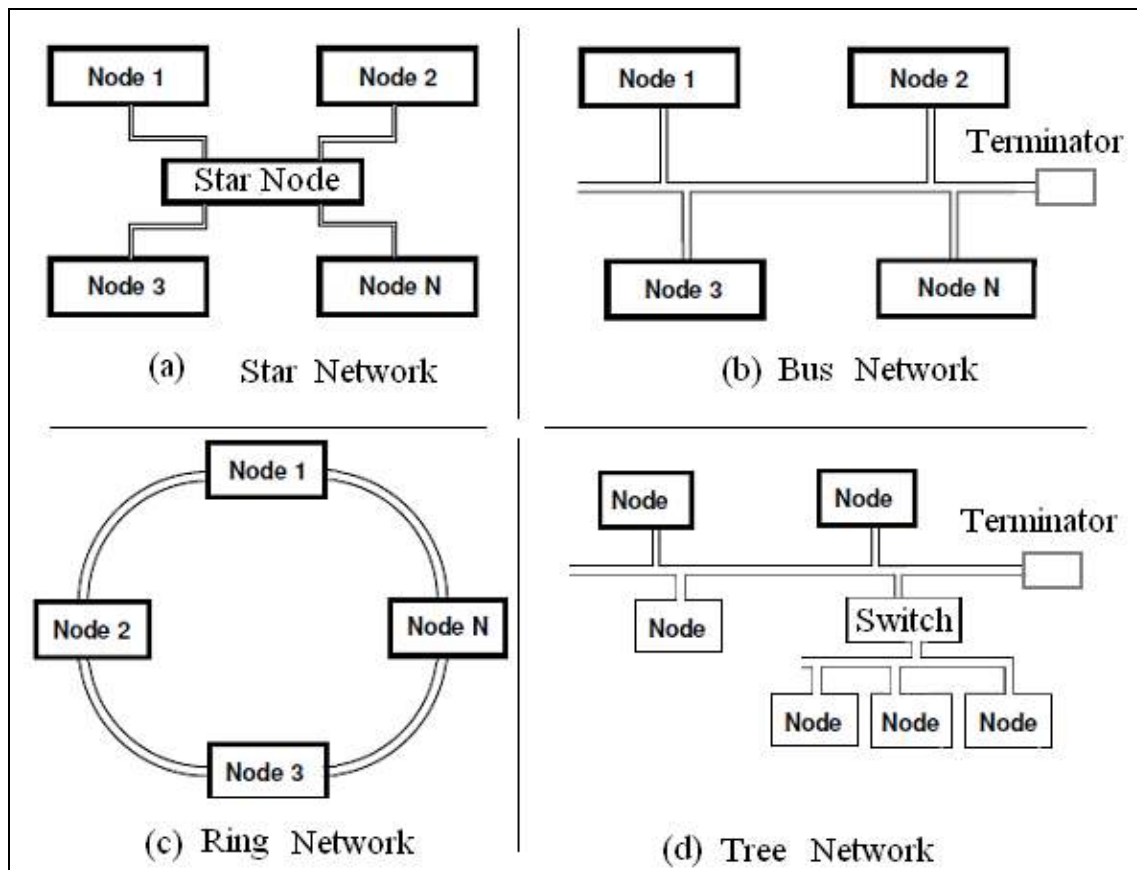 Node 1
Node 2
Star Node
Node 3
Node N
(a) Star Network
Node 1
Node 2
Terminator
Node 3
Node N
(b) Bus Network
Node 1
Node 2
Node N
Node 3
(c) Ring Network
Node
Node
Terminator
Node
Switch
Node
Node
Node
(d) Tree Network